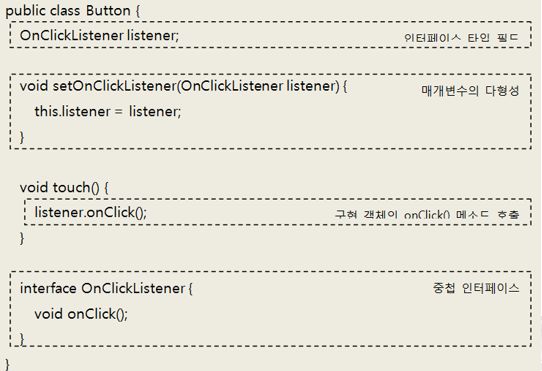 public class Button {
OnClickListener listener; 인터페이스 타입 필드
void setOnClickListener(OnClickListener listener) { 매개변수의 다형성
this.listener = listener;
}
void touch() {
listener.onClick(); 구현 객체의 onClick() 메소드 호출
}
interface OnClickListener { 중첩 인터페이스
void onClick();
}
}